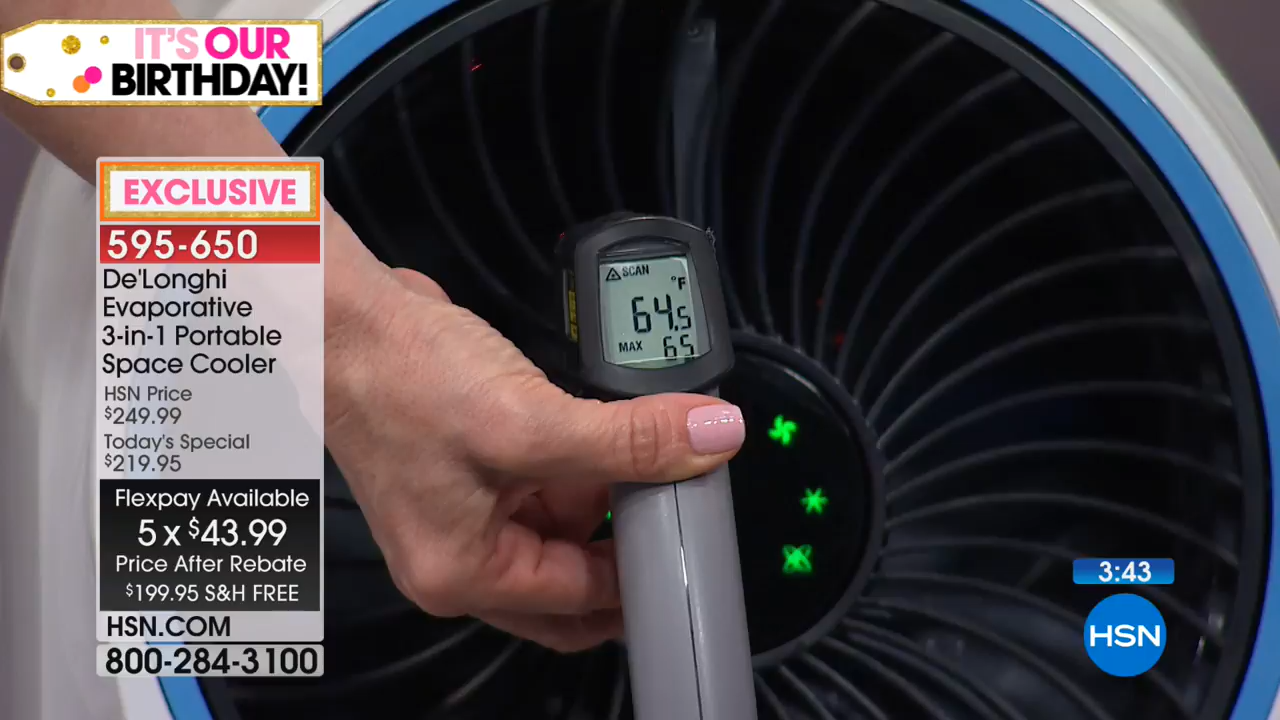 IT'S OUR
BIRTHDAY!
EXCLUSIVE
595-650
De'Longhi
Evaporative
3-in-1 Portable
Space Cooler
HSN Price
$249.99
Today's Special
$219.95
Flexpay Available
5 x $43.99
Price After Rebate
$199.95 S&H FREE
HSN.COM
800-284-3100
SCAN
°F
64.5
MAX 65
3:43
HSN